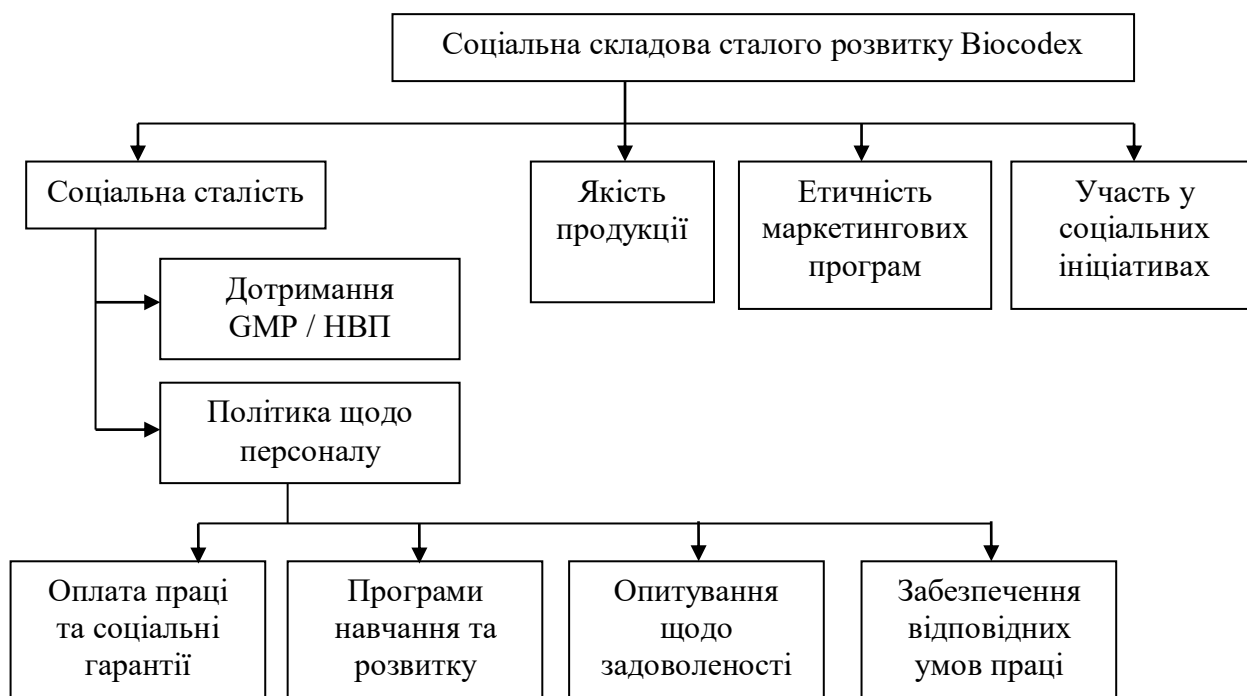 Соціальна складова сталого розвитку Biocodex
Соціальна сталість
Якість
продукції
Етичність
маркетингових
програм
Участь у
соціальних
ініціативах
Дотримання
GMP / НВП
Політика щодо
персоналу
Оплата праці
та соціальні
гарантії
Програми
навчання та
розвитку
Опитування
щодо
задоволеності
Забезпечення
відповідних
умов праці